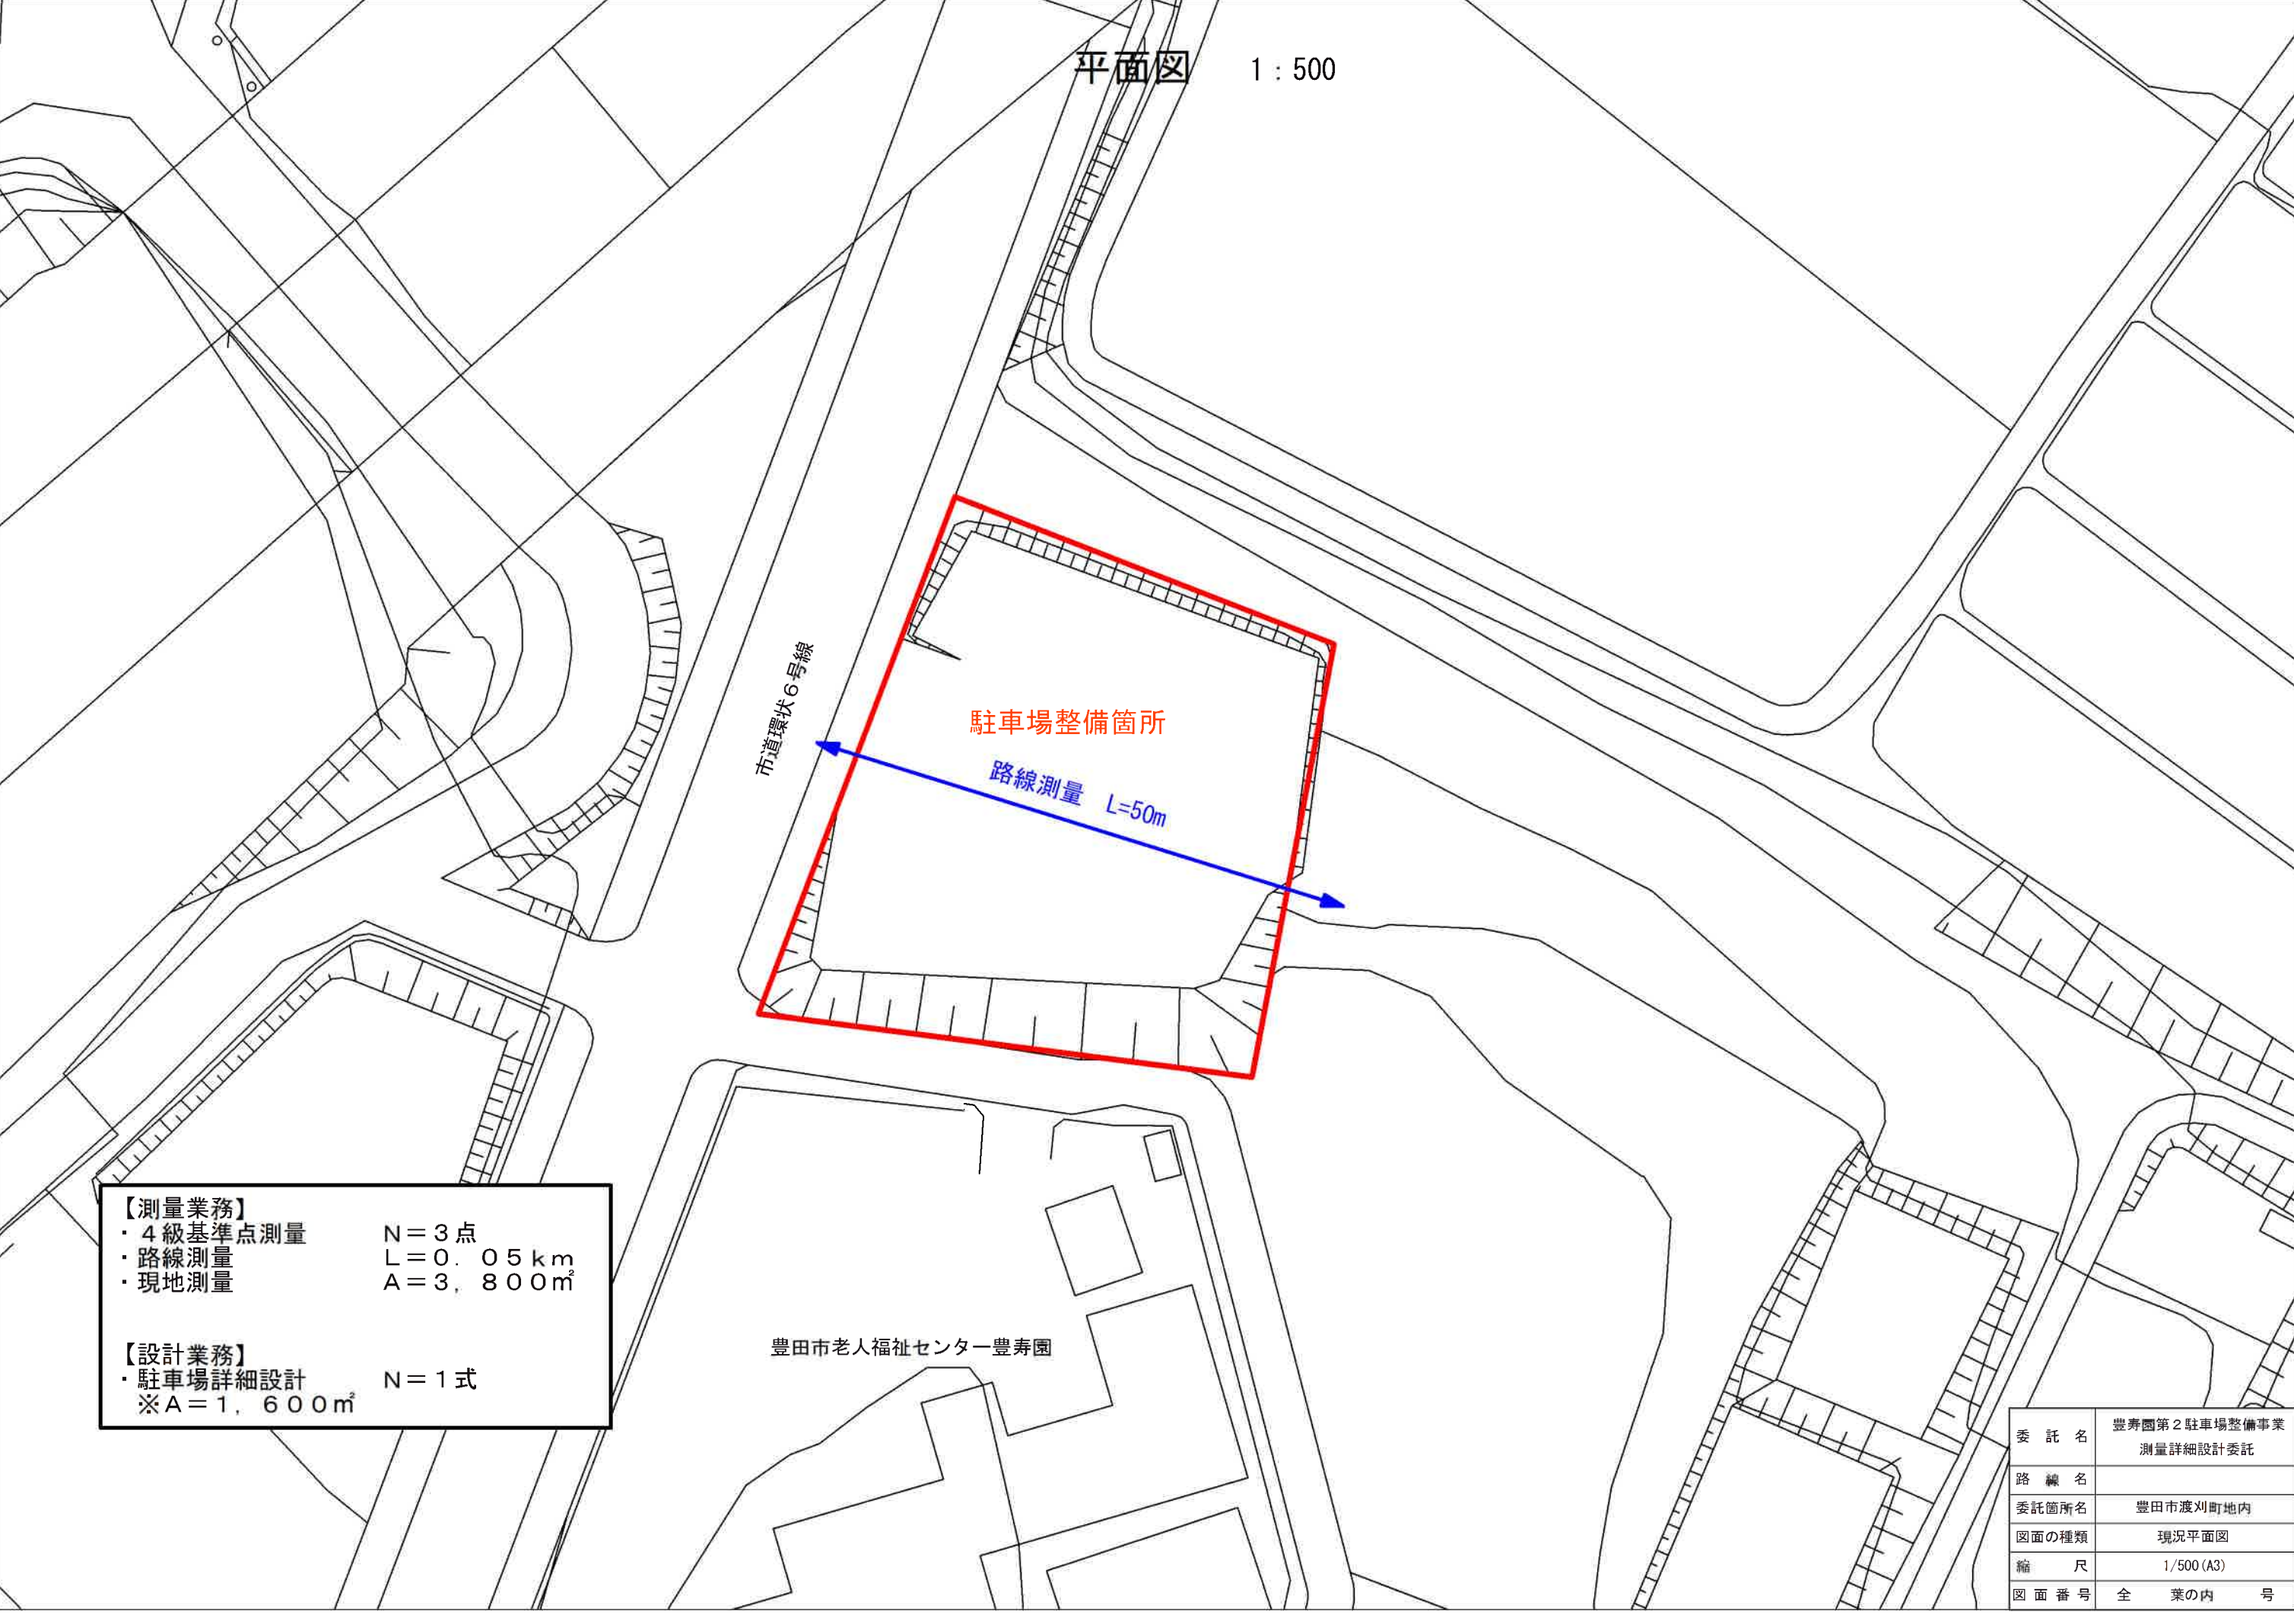 平面図　1：500
市道環状6号線
駐車場整備箇所
路線測量　L=50m
【測量業務】
・４級基準点測量　Ｎ＝３点
・路線測量　Ｌ＝０．０５ｋｍ
・現地測量　Ａ＝３，８００㎡
【設計業務】
・駐車場詳細設計　Ｎ＝１式
※Ａ＝１，６００㎡
豊田市老人福祉センター豊寿園
委託名　豊寿園第２駐車場整備事業
測量詳細設計委託
路線名
委託箇所名　豊田市渡刈町地内
図面の種類　現況平面図
縮尺　1/500(A3)
図面番号　全　葉の内　号